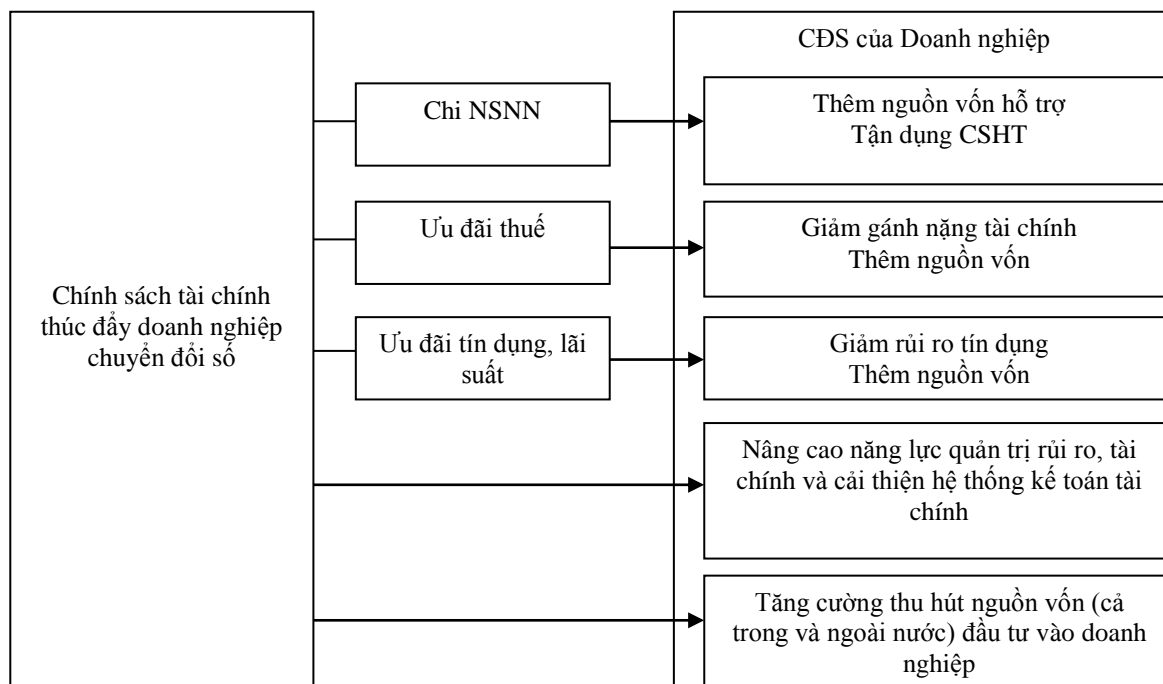 Chính sách tài chính
thúc đẩy doanh nghiệp
chuyển đổi số
Chi NSNN
Ưu đãi thuế
Ưu đãi tín dụng, lãi
suất
CĐS của Doanh nghiệp
Thêm nguồn vốn hỗ trợ
Tận dụng CSHT
Giảm gánh nặng tài chính
Thêm nguồn vốn
Giảm rủi ro tín dụng
Thêm nguồn vốn
Nâng cao năng lực quản trị rủi ro, tài
chính và cải thiện hệ thống kế toán tài
chính
Tăng cường thu hút nguồn vốn (cả
trong và ngoài nước) đầu tư vào doanh
nghiệp